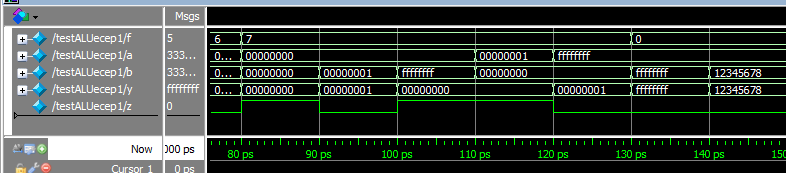 Msgs
/testALUecep1/f 5 6 7 0
/testALUecep1/a 333... 0... 00000000 00000001 ffffffff
/testALUecep1/b 333... 0... 00000000 00000001 ffffffff 00000000 ffffffff 12345678
/testALUecep1/y ffffffff 0... 00000000 00000001 00000000 00000001 ffffffff 12345678
/testALUecep1/z 0
Now 000 ps 80 ps 90 ps 100 ps 110 ps 120 ps 130 ps 140 ps
Cursor 1 0 ps